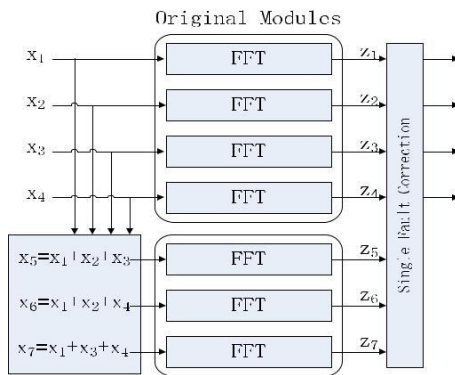 Original Modules
x1 FFT z1
x2 FFT z2
x3 FFT z3
x4 FFT z4
x5=x1+x2+x3 FFT z5
x6=x1+x2+x4 FFT z6
x7=x1+x3+x4 FFT z7
Single Fault Correction